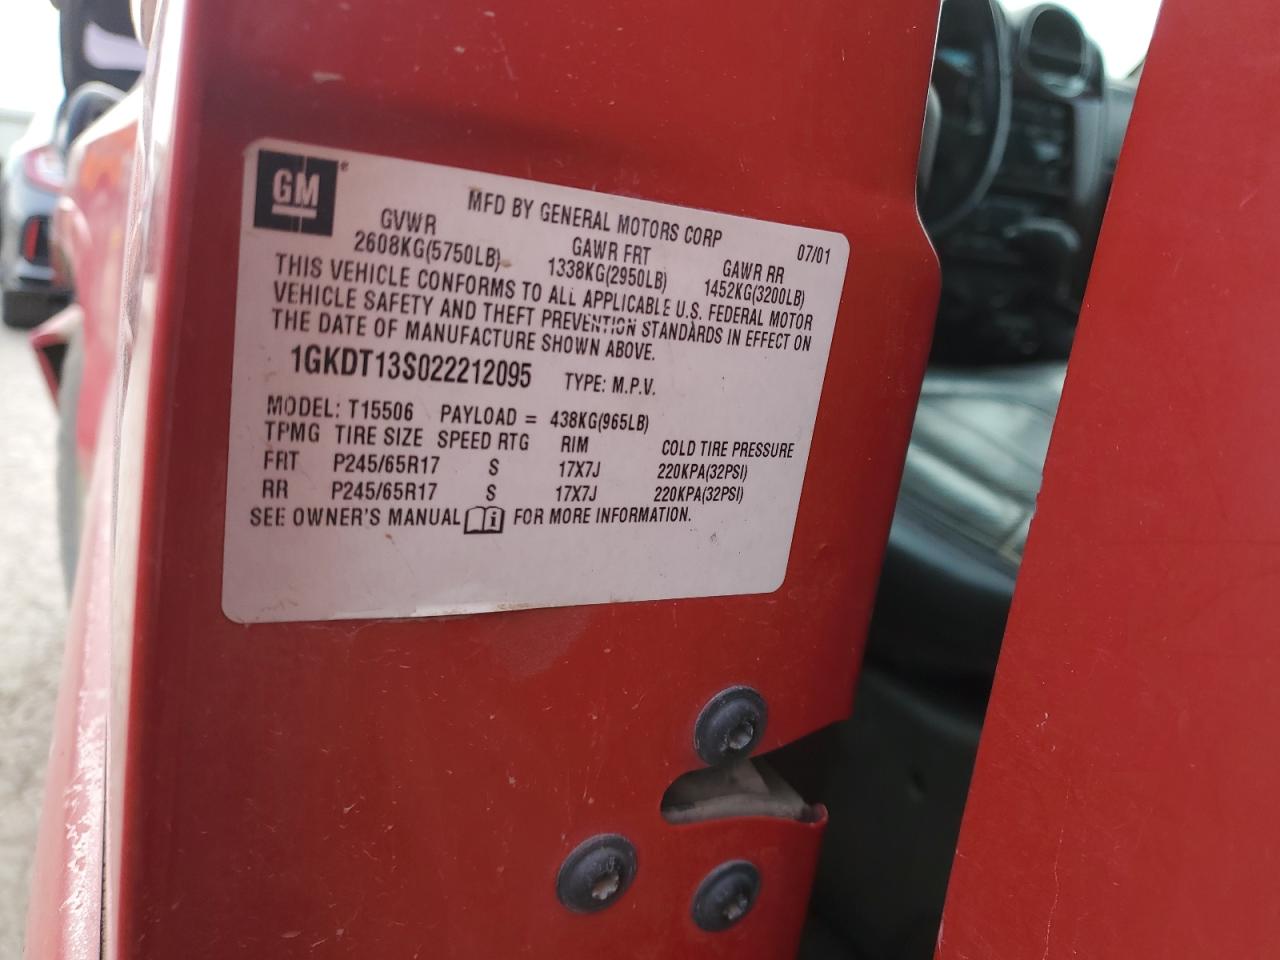 GM®
MFD BY GENERAL MOTORS CORP 07/01
GVWR GAWR FRT GAWR RR
2608KG(5750LB) 1338KG(2950LB) 1452KG(3200LB)
THIS VEHICLE CONFORMS TO ALL APPLICABLE U.S. FEDERAL MOTOR
VEHICLE SAFETY AND THEFT PREVENTION STANDARDS IN EFFECT ON
THE DATE OF MANUFACTURE SHOWN ABOVE.
1GKDT13S022212095 TYPE: M.P.V.
MODEL: T15506 PAYLOAD = 438KG(965LB)
TPMG TIRE SIZE SPEED RTG RIM COLD TIRE PRESSURE
FRT P245/65R17 S 17X7J 220KPA(32PSI)
RR P245/65R17 S 17X7J 220KPA(32PSI)
SEE OWNER'S MANUAL i FOR MORE INFORMATION.